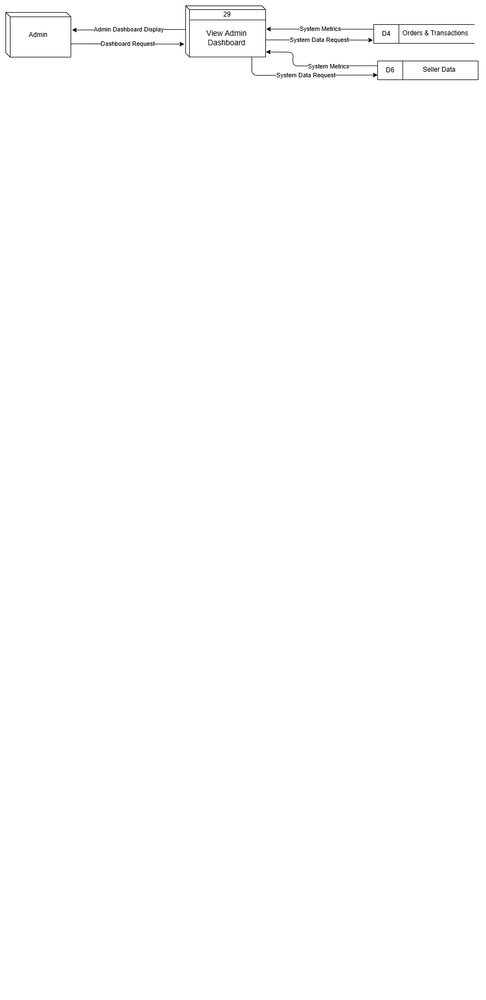 Admin
Admin Dashboard Display
Dashboard Request
29
View Admin
Dashboard
System Metrics
System Data Request
D4
Orders & Transactions
System Metrics
System Data Request
D6
Seller Data